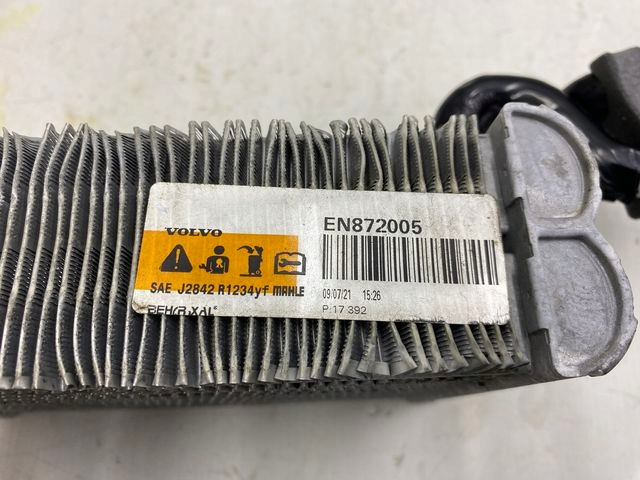 VOLVO
EN872005
SAE J2842 R1234yf MAHLE
09/07/21 15:26
P 17 392